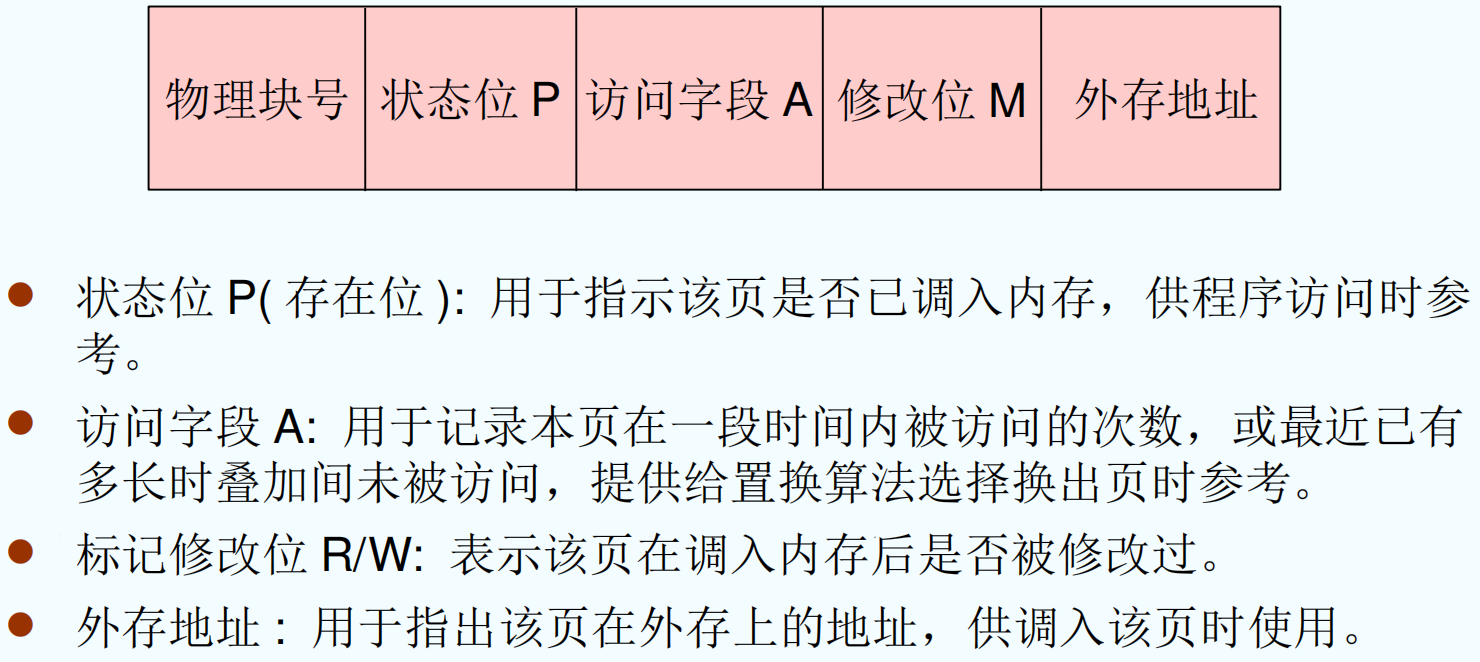 物理块号 状态位 P 访问字段 A 修改位 M 外存地址
● 状态位 P( 存在位 ): 用于指示该页是否已调入内存，供程序访问时参
考。
● 访问字段 A: 用于记录本页在一段时间内被访问的次数，或最近已有
多长时叠加间未被访问，提供给置换算法选择换出页时参考。
● 标记修改位 R/W: 表示该页在调入内存后是否被修改过。
● 外存地址 : 用于指出该页在外存上的地址，供调入该页时使用。